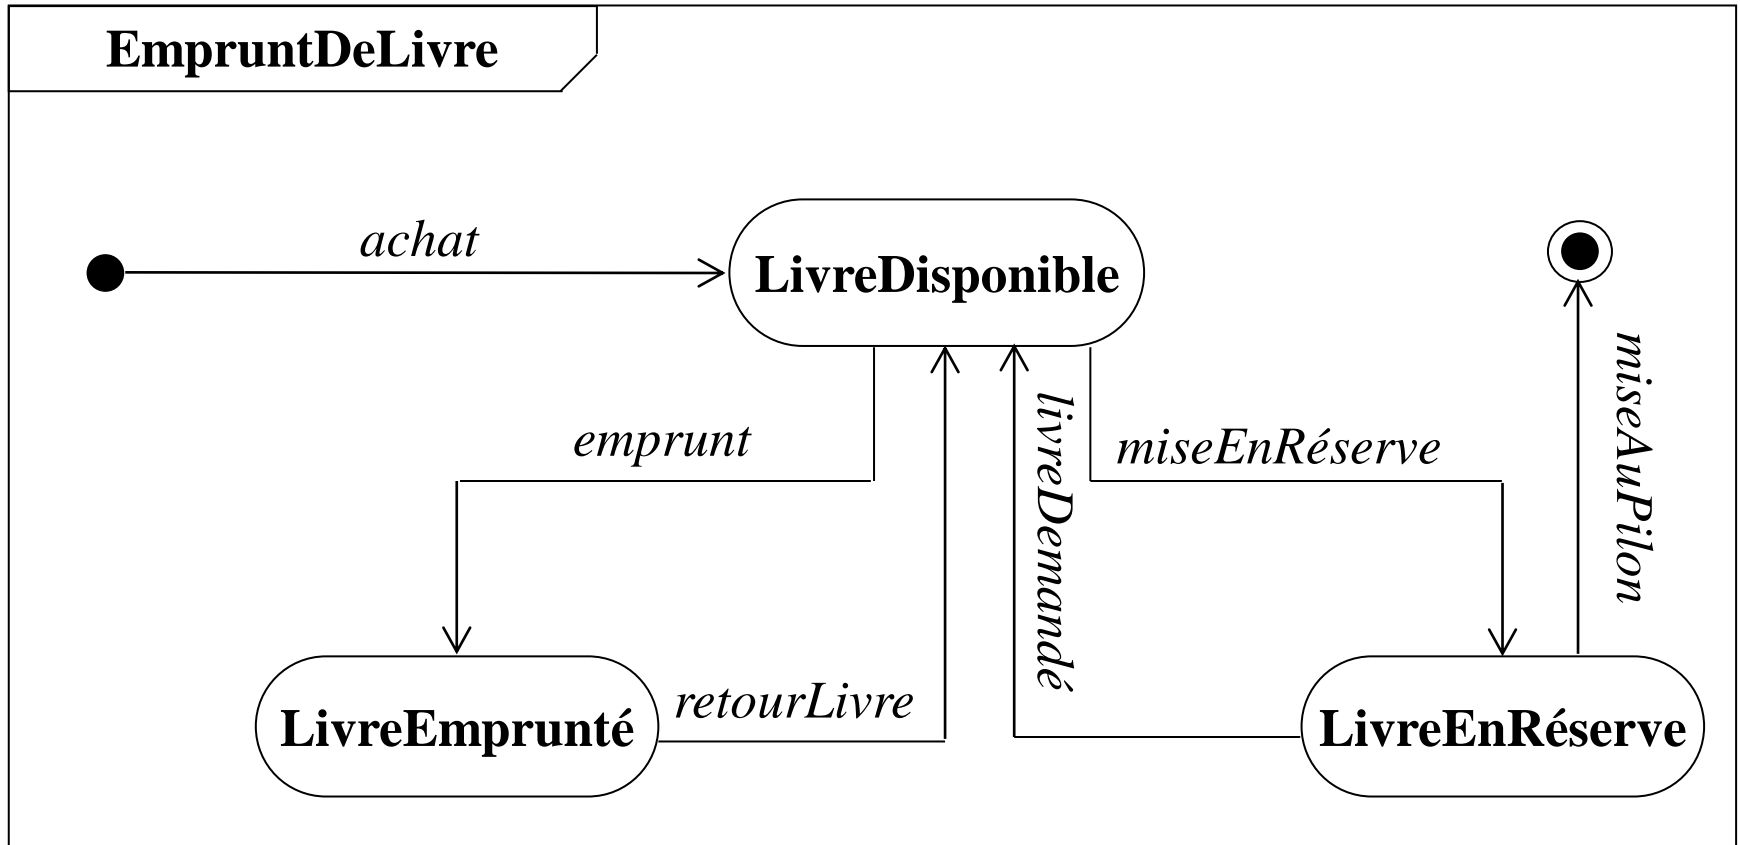 EmpruntDeLivre
achat
LivreDisponible
emprunt
livreDemandé
miseEnRéserve
miseAuPilon
LivreEmprunté
retourLivre
LivreEnRéserve